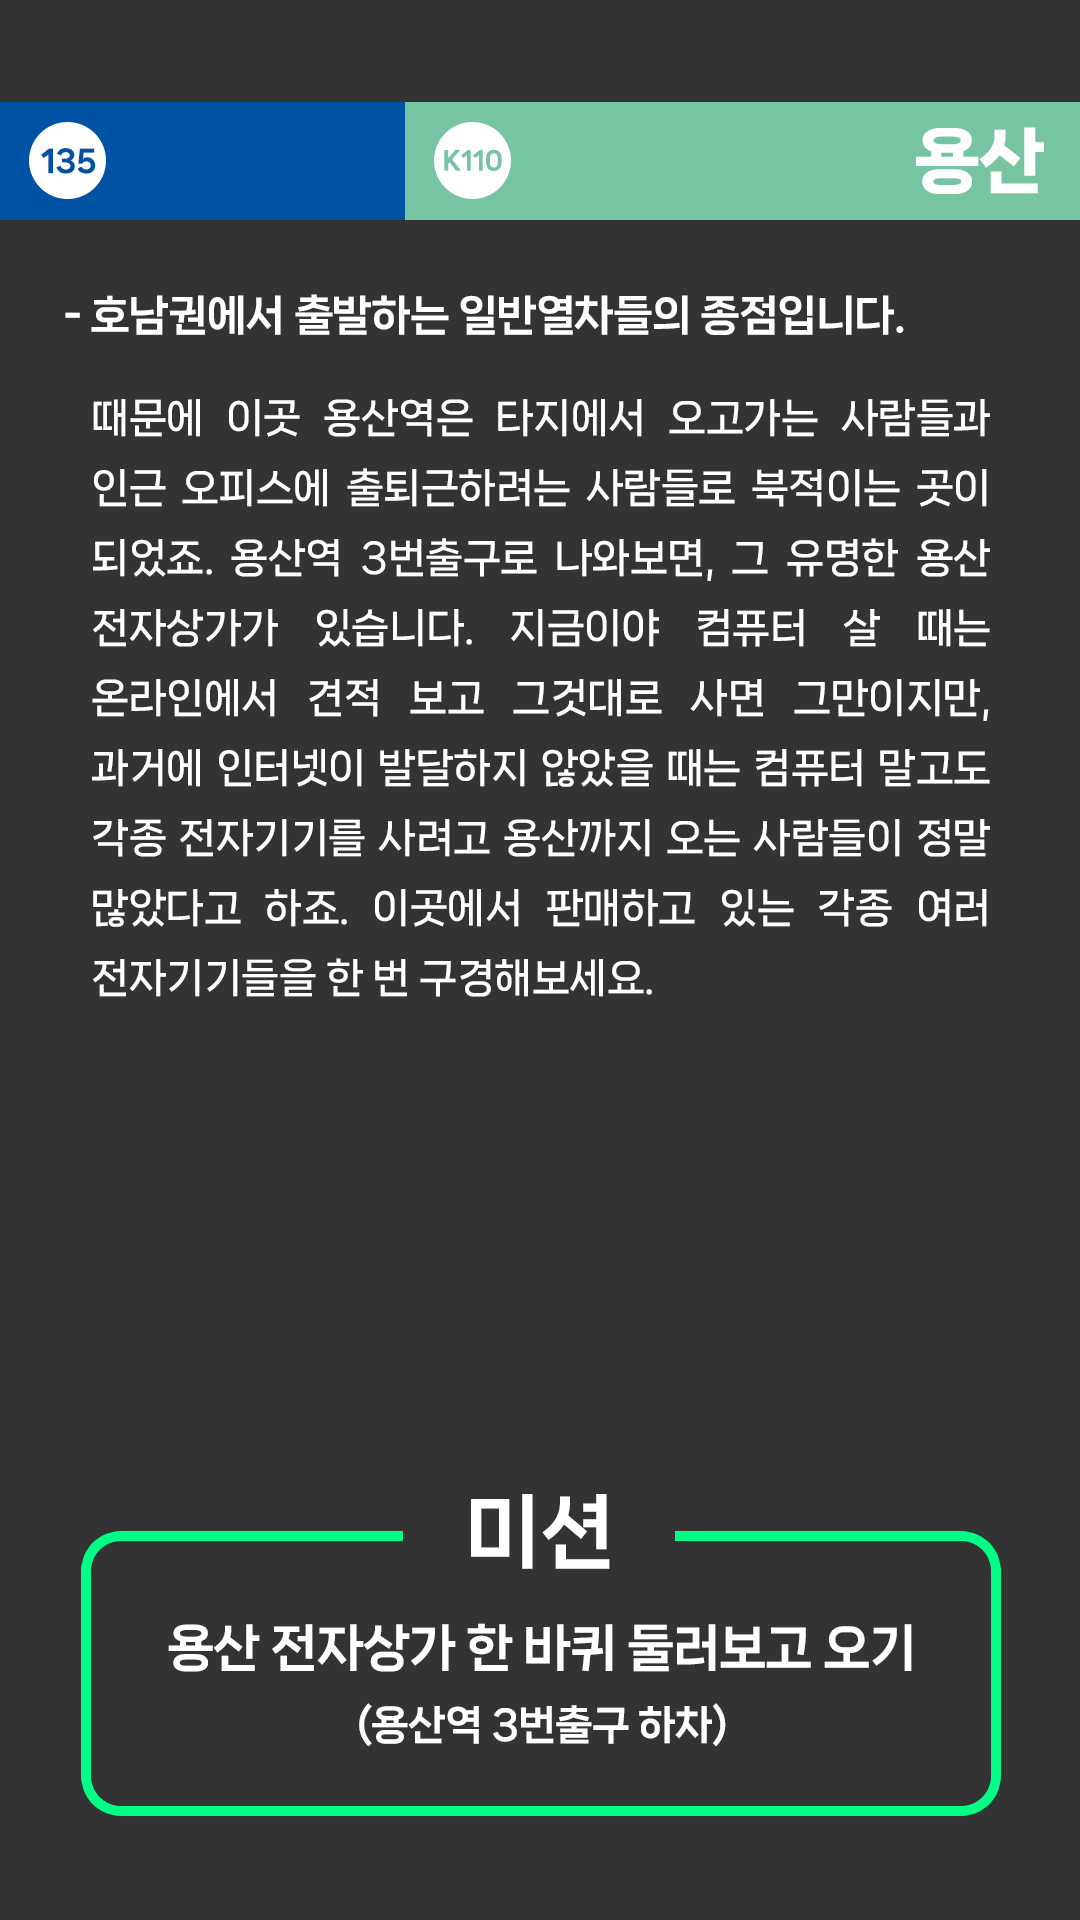 135 K110 용산
- 호남권에서 출발하는 일반열차들의 종점입니다.
때문에 이곳 용산역은 타지에서 오고가는 사람들과
인근 오피스에 출퇴근하려는 사람들로 북적이는 곳이
되었죠. 용산역 3번출구로 나와보면, 그 유명한 용산
전자상가가 있습니다. 지금이야 컴퓨터 살 때는
온라인에서 견적 보고 그것대로 사면 그만이지만,
과거에 인터넷이 발달하지 않았을 때는 컴퓨터 말고도
각종 전자기기를 사려고 용산까지 오는 사람들이 정말
많았다고 하죠. 이곳에서 판매하고 있는 각종 여러
전자기기들을 한 번 구경해보세요.
미션
용산 전자상가 한 바퀴 둘러보고 오기
(용산역 3번출구 하차)